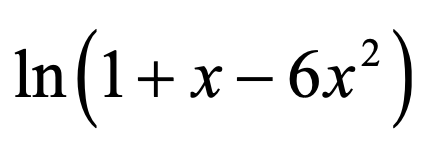 ln(1 + x − 6x²)